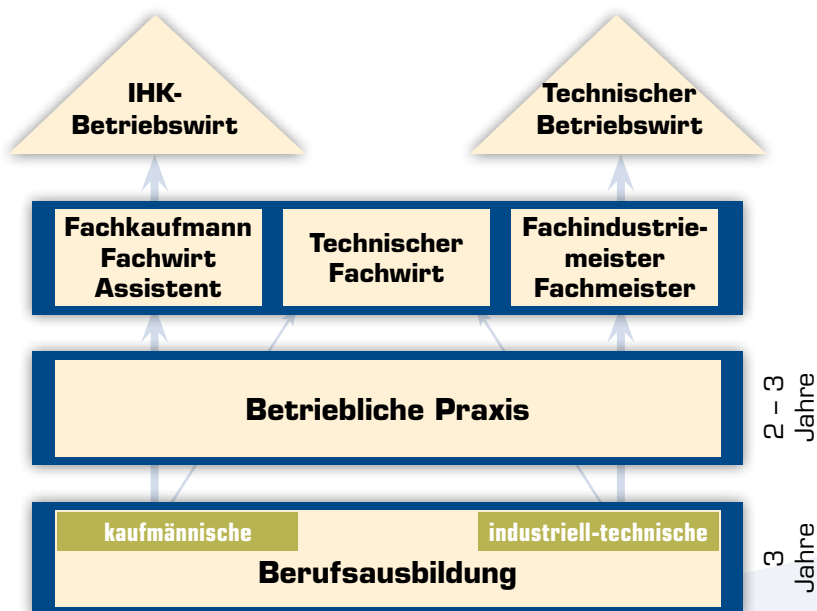 IHK-
Betriebswirt
Technischer
Betriebswirt
Fachkaufmann
Fachwirt
Assistent
Technischer
Fachwirt
Fachindustrie-
meister
Fachmeister
Betriebliche Praxis
2 – 3
Jahre
kaufmännische
industriell-technische
Berufsausbildung
3
Jahre